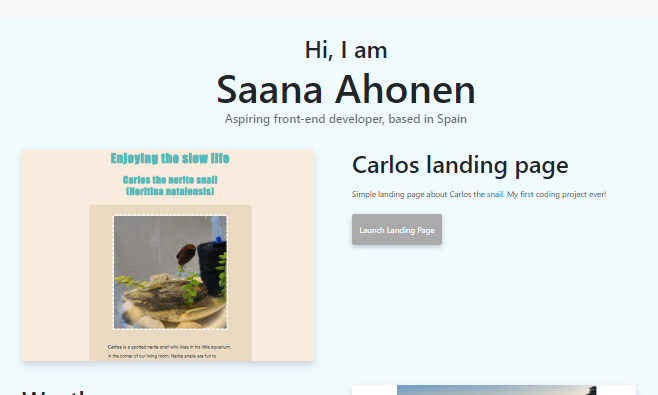 Hi, I am
Saana Ahonen
Aspiring front-end developer, based in Spain
Enjoying the slow life
Carlos the nerite snail
(Neritina natalensis)
Carlos is a spotted nerite snail who lives in his little aquarium,
in the corner of our living room. Nerite snails are fun to
Carlos landing page
Simple landing page about Carlos the snail. My first coding project ever!
Launch Landing Page